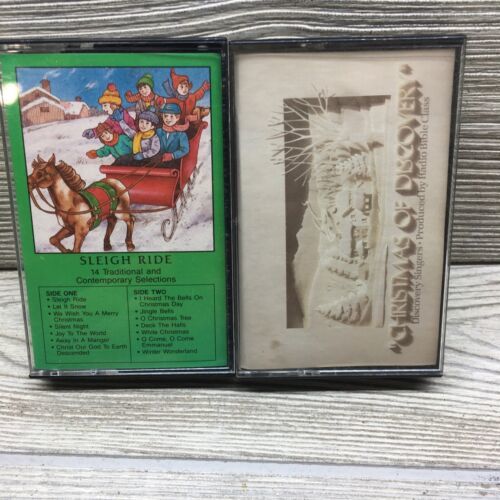 SLEIGH RIDE
14 Traditional and
Contemporary Selections
SIDE ONE
• Sleigh Ride
• Let It Snow
• We Wish You A Merry
Christmas
• Silent Night
• Joy To The World
• Away In A Manger
• Christ Our God To Earth
Descended
SIDE TWO
• I Heard The Bells On
Christmas Day
• Jingle Bells
• O Christmas Tree
• Deck The Halls
• White Christmas
• O Come, O Come
Emmanuel
• Winter Wonderland
"CHRISTMAS OF DISCOVERY"
Discovery Singers • Produced by Radio Bible Class